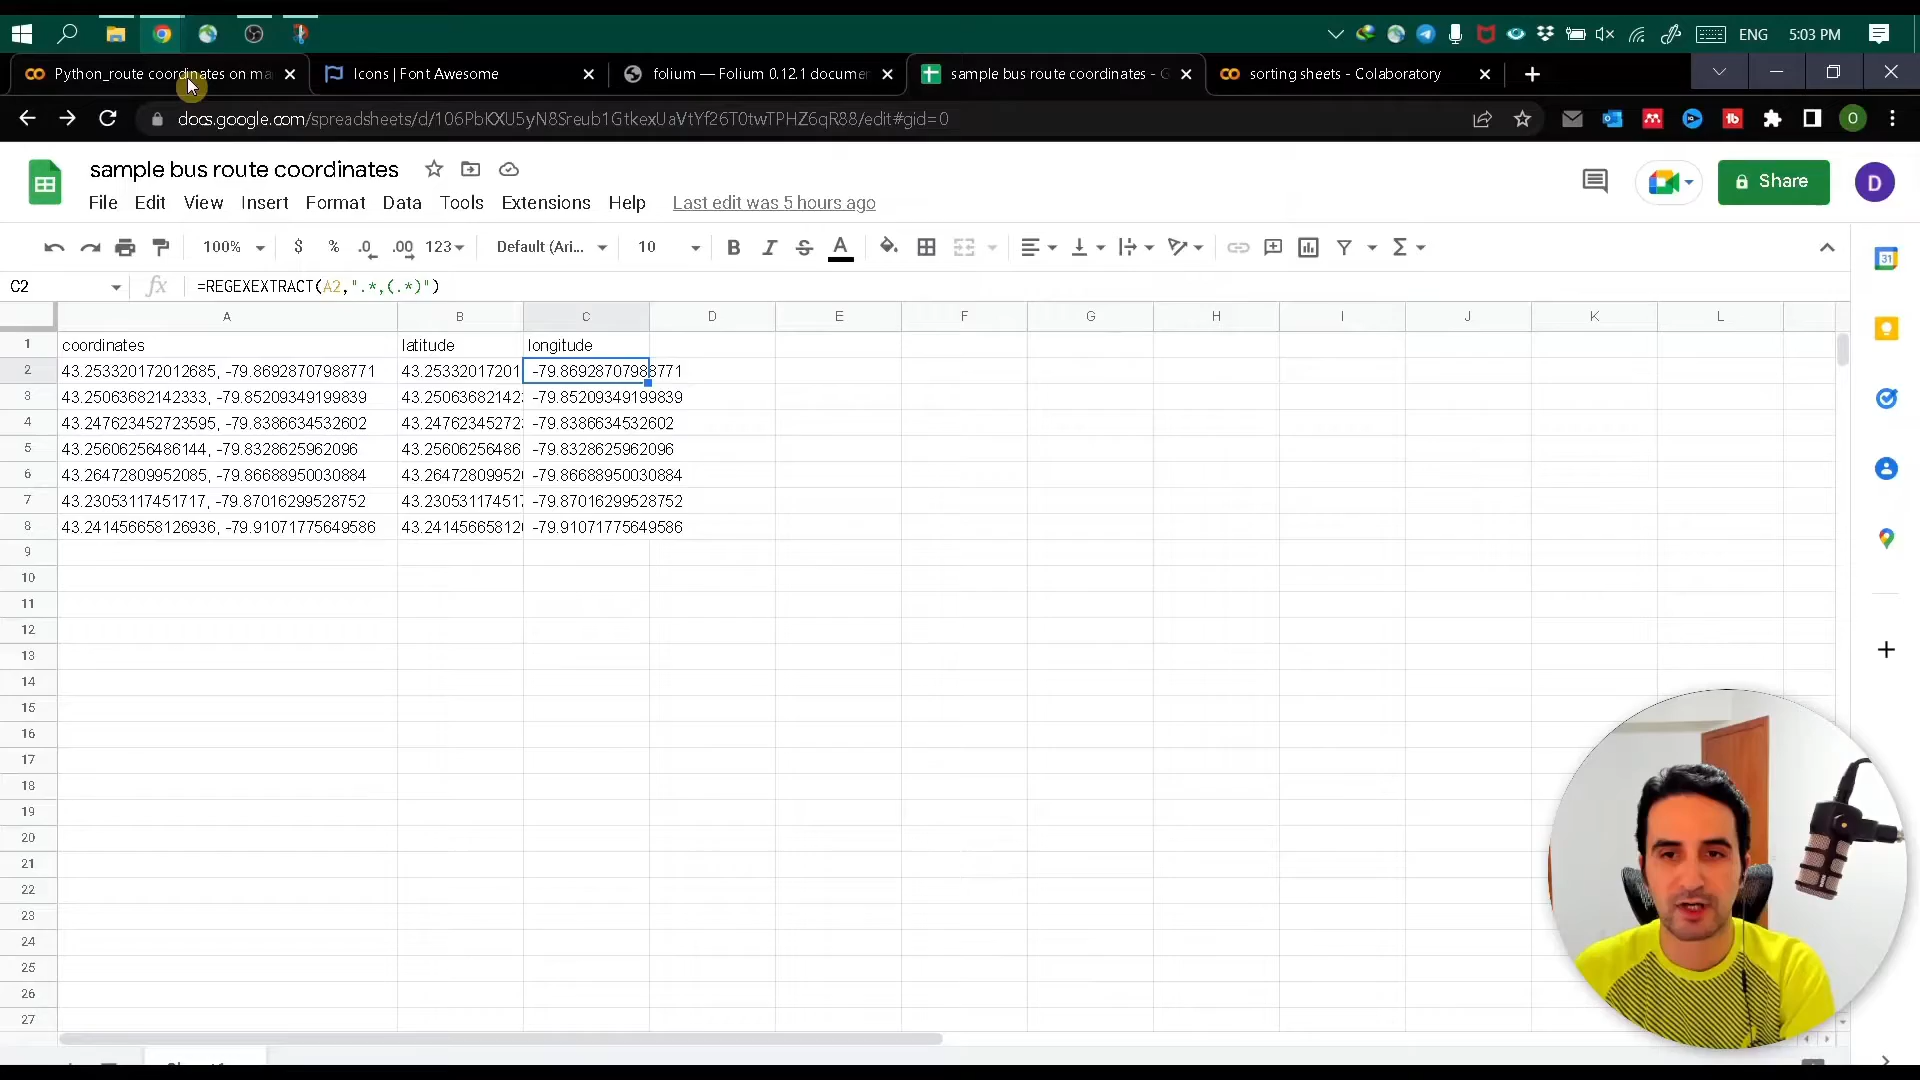 ENG 5:03 PM
Python_route coordinates on ma
Icons | Font Awesome
folium — Folium 0.12.1 documen
sample bus route coordinates - G
sorting sheets - Colaboratory
docs.google.com/spreadsheets/d/106PbKXU5yN8Sreub1GtkexUaVtYf26T0twTPHZ6qR88/edit#gid=0
O
sample bus route coordinates
File Edit View Insert Format Data Tools Extensions Help Last edit was 5 hours ago
Share
D
100% $ % .0 .00 123 Default (Ari... 10 B I S A
C2 fx =REGEXEXTRACT(A2,".*,(.*)")
A B C D E F G H I J K L
1 coordinates latitude longitude
2 43.253320172012685, -79.86928707988771 43.25332017201 -79.86928707988771
3 43.25063682142333, -79.85209349199839 43.25063682142 -79.85209349199839
4 43.247623452723595, -79.8386634532602 43.24762345272 -79.8386634532602
5 43.25606256486144, -79.8328625962096 43.25606256486 -79.8328625962096
6 43.26472809952085, -79.86688950030884 43.2647280995 -79.86688950030884
7 43.23053117451717, -79.87016299528752 43.2305311745 -79.87016299528752
8 43.241456658126936, -79.91071775649586 43.24145665812 -79.91071775649586
9
10
11
12
13
14
15
16
17
18
19
20
21
22
23
24
25
26
27